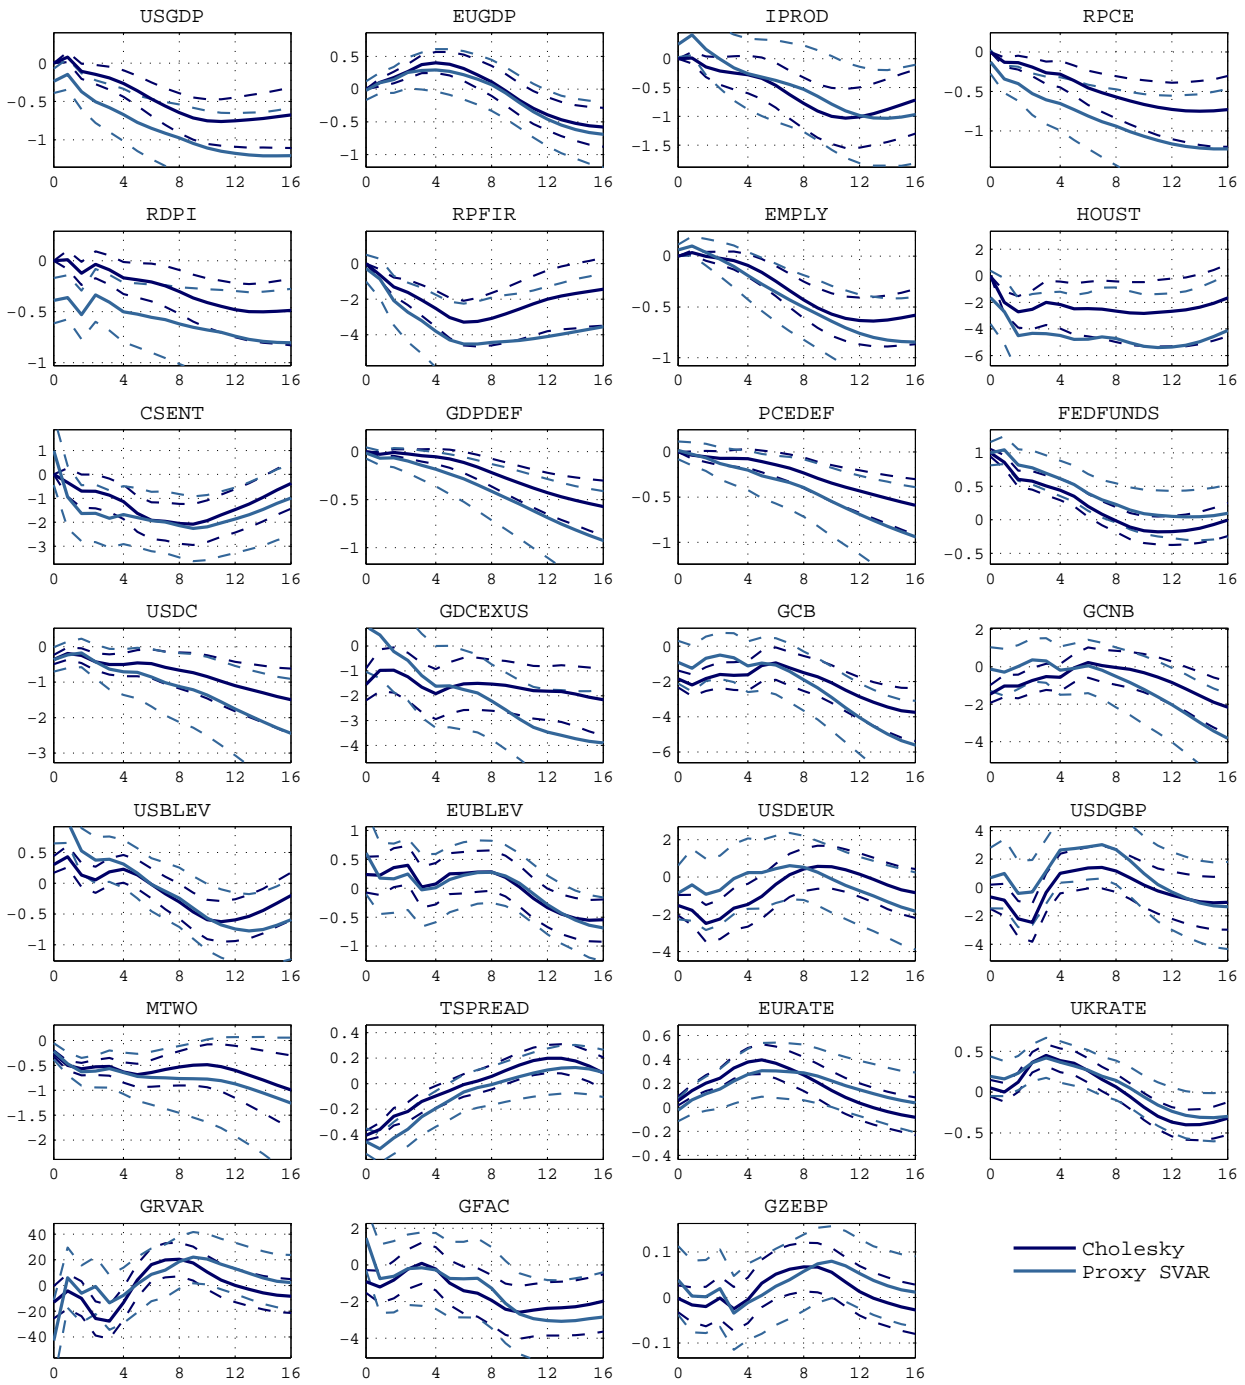 USGDP EUGDP IPROD RPCE
0 0.5 0.5 0
−0.5 0 0 −0.5
−1 −0.5 −0.5 −1
−1 −1
−1.5
0 4 8 12 16 0 4 8 12 16 0 4 8 12 16 0 4 8 12 16
RDPI RPFIR EMPLY HOUST
0 0 0 2
−0.5 −2 −0.5 0
−1 −4 −1 −2
−4
−6
0 4 8 12 16 0 4 8 12 16 0 4 8 12 16 0 4 8 12 16
CSENT GDPDEF PCEDEF FEDFUNDS
1 0 0 1
0 −0.5 −0.5 0.5
−1 −1 −1 0
−2 −0.5
−3
0 4 8 12 16 0 4 8 12 16 0 4 8 12 16 0 4 8 12 16
USDC GDCEXUS GCB GCNB
0 0 0 2
−1 −1 −2 0
−2 −2 −4 −2
−3 −3 −6 −4
−4
0 4 8 12 16 0 4 8 12 16 0 4 8 12 16 0 4 8 12 16
USBLEV EUBLEV USDEUR USDGBP
0.5 1 2 4
0 0.5 0 2
−0.5 0 −2 0
−1 −0.5 −4 −2
−1 −4
0 4 8 12 16 0 4 8 12 16 0 4 8 12 16 0 4 8 12 16
MTWO TSPREAD EURATE UKRATE
0 0.4 0.6 0.5
−0.5 0.2 0.4 0
−1 0 0.2 −0.5
−1.5 −0.2 0
−2 −0.4 −0.2
−0.4
0 4 8 12 16 0 4 8 12 16 0 4 8 12 16 0 4 8 12 16
GRVAR GFAC GZEBP
40 2 0.1
20 0 0
0 −2 −0.1
−20 −4
−40
0 4 8 12 16 0 4 8 12 16 0 4 8 12 16
Cholesky
Proxy SVAR